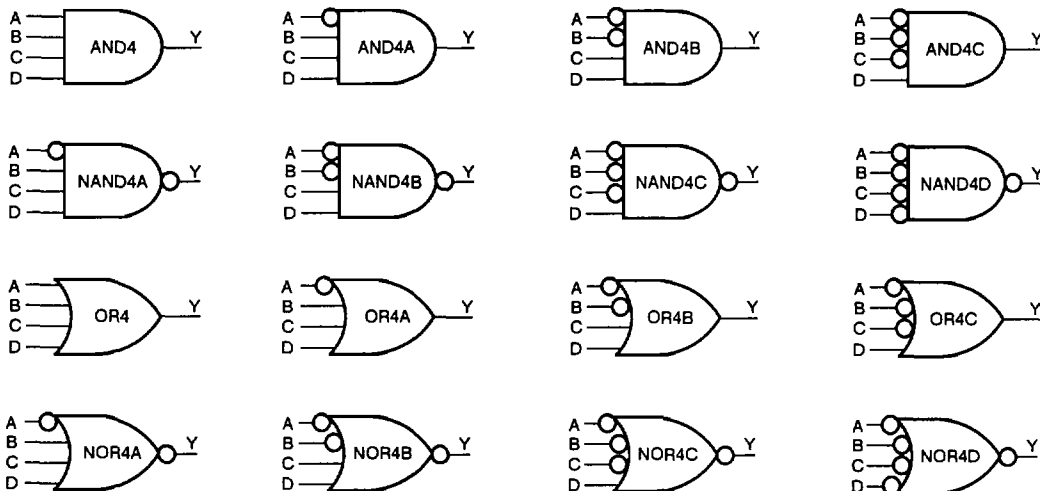 A B C D AND4 Y
A B C D AND4A Y
A B C D AND4B Y
A B C D AND4C Y
A B C D NAND4A Y
A B C D NAND4B Y
A B C D NAND4C Y
A B C D NAND4D Y
A B C D OR4 Y
A B C D OR4A Y
A B C D OR4B Y
A B C D OR4C Y
A B C D NOR4A Y
A B C D NOR4B Y
A B C D NOR4C Y
A B C D NOR4D Y